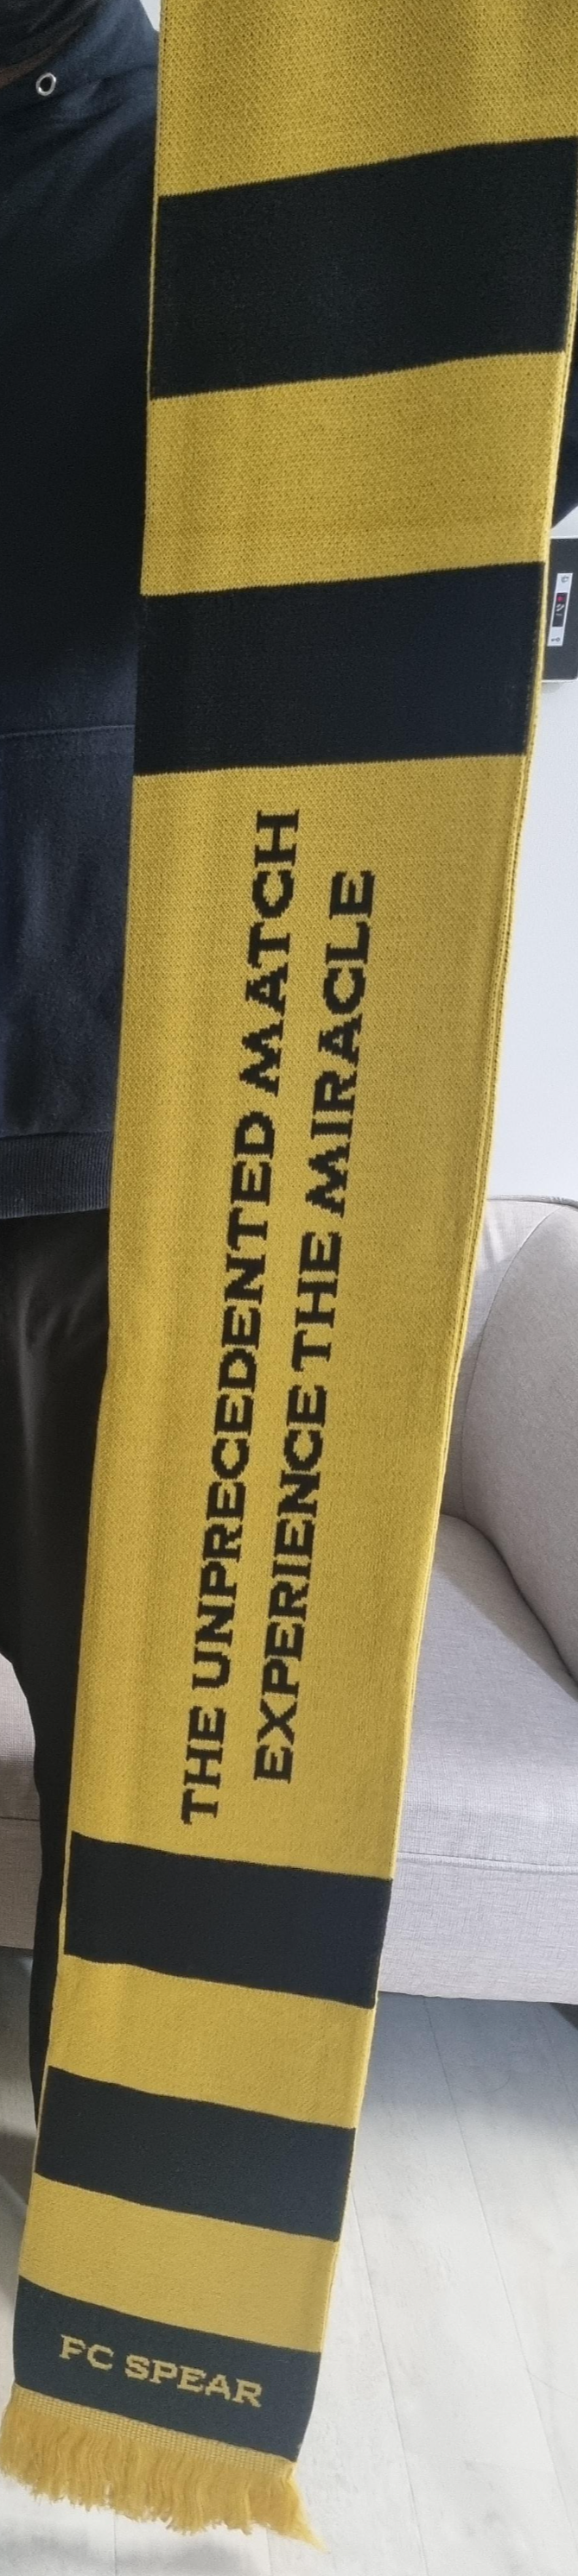 THE UNPRECEDENTED MATCH
EXPERIENCE THE MIRACLE
FC SPEAR